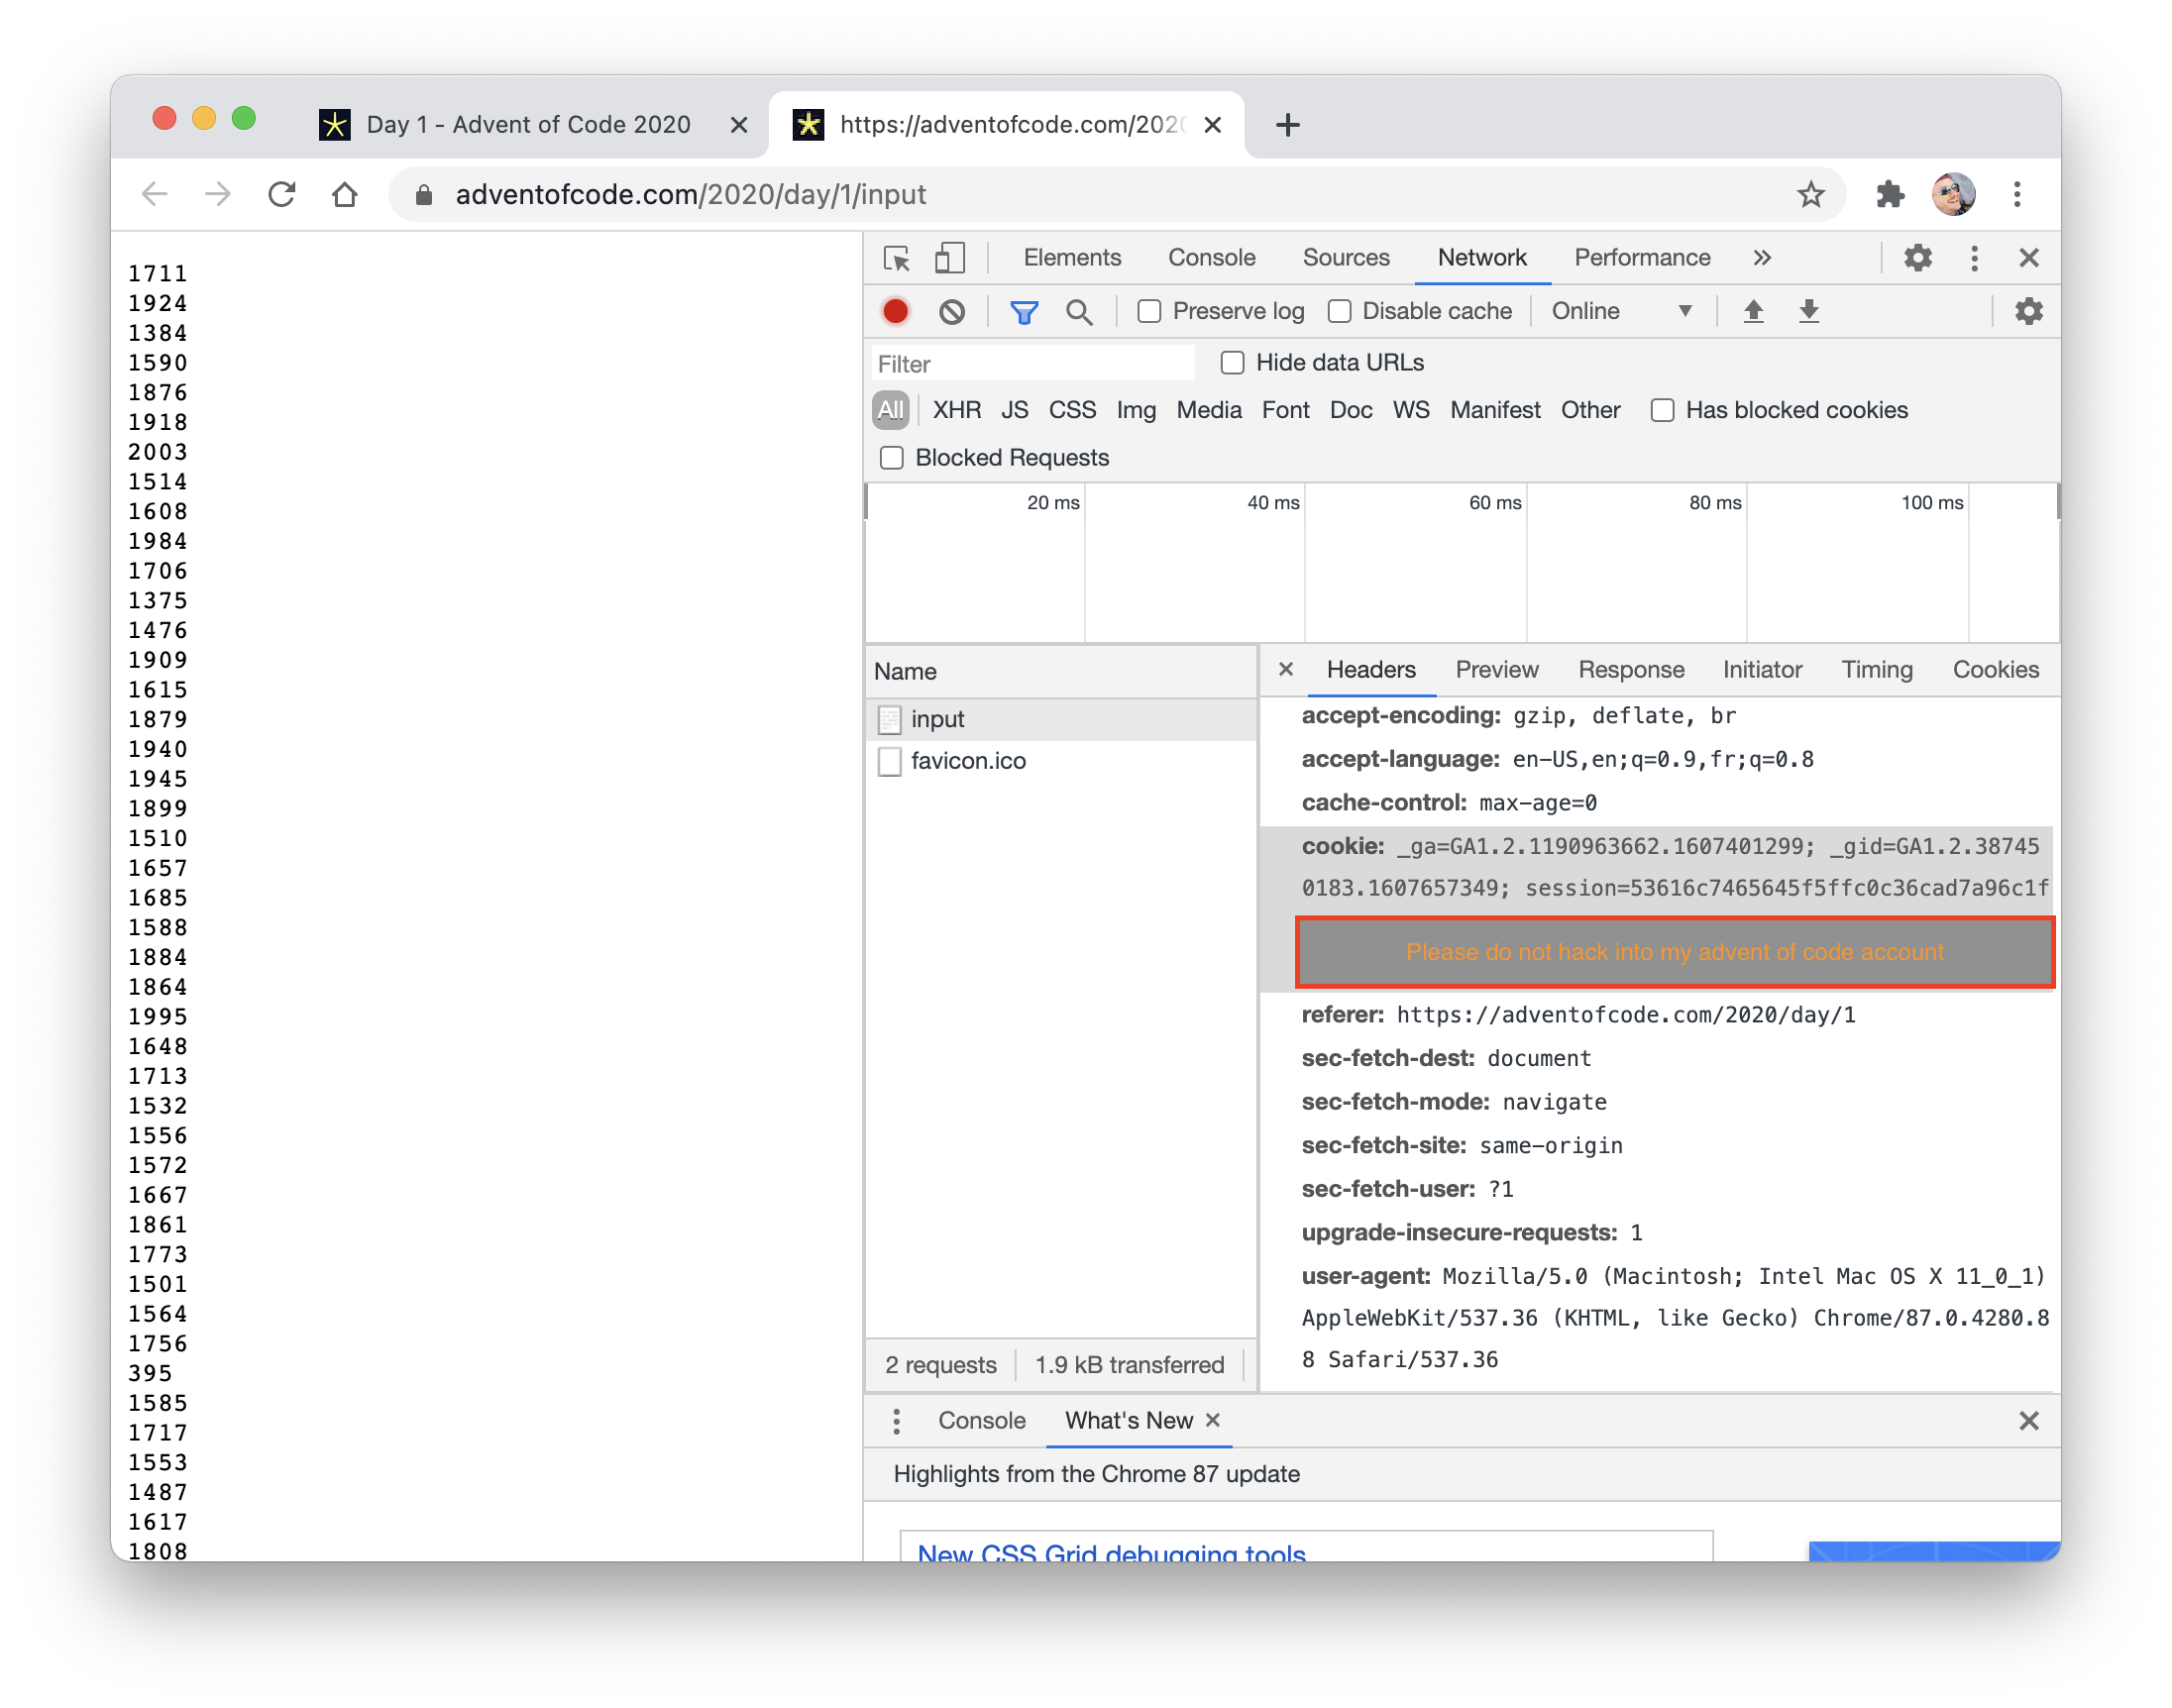 Day 1 - Advent of Code 2020
https://adventofcode.com/202
adventofcode.com/2020/day/1/input
1711
1924
1384
1590
1876
1918
2003
1514
1608
1984
1706
1375
1476
1909
1615
1879
1940
1945
1899
1510
1657
1685
1588
1884
1864
1995
1648
1713
1532
1556
1572
1667
1861
1773
1501
1564
1756
395
1585
1717
1553
1487
1617
1808
Elements Console Sources Network Performance
Preserve log Disable cache Online
Filter Hide data URLs
All XHR JS CSS Img Media Font Doc WS Manifest Other Has blocked cookies
Blocked Requests
20 ms 40 ms 60 ms 80 ms 100 ms
Name
input
favicon.ico
2 requests 1.9 kB transferred
Headers Preview Response Initiator Timing Cookies
accept-encoding: gzip, deflate, br
accept-language: en-US,en;q=0.9,fr;q=0.8
cache-control: max-age=0
cookie: _ga=GA1.2.1190963662.1607401299; _gid=GA1.2.38745
0183.1607657349; session=53616c7465645f5ffc0c36cad7a96c1f
Please do not hack into my advent of code account
referer: https://adventofcode.com/2020/day/1
sec-fetch-dest: document
sec-fetch-mode: navigate
sec-fetch-site: same-origin
sec-fetch-user: ?1
upgrade-insecure-requests: 1
user-agent: Mozilla/5.0 (Macintosh; Intel Mac OS X 11_0_1)
AppleWebKit/537.36 (KHTML, like Gecko) Chrome/87.0.4280.8
8 Safari/537.36
Console What's New
Highlights from the Chrome 87 update
New CSS Grid debugging tools